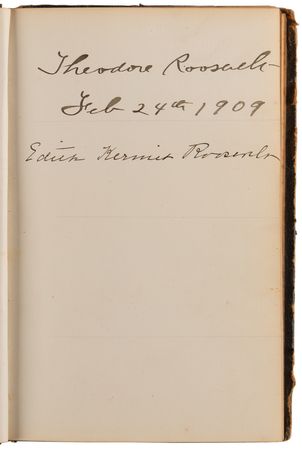 Theodore Roosevelt
Feb 24th 1909
Edith Kermit Roosevelt